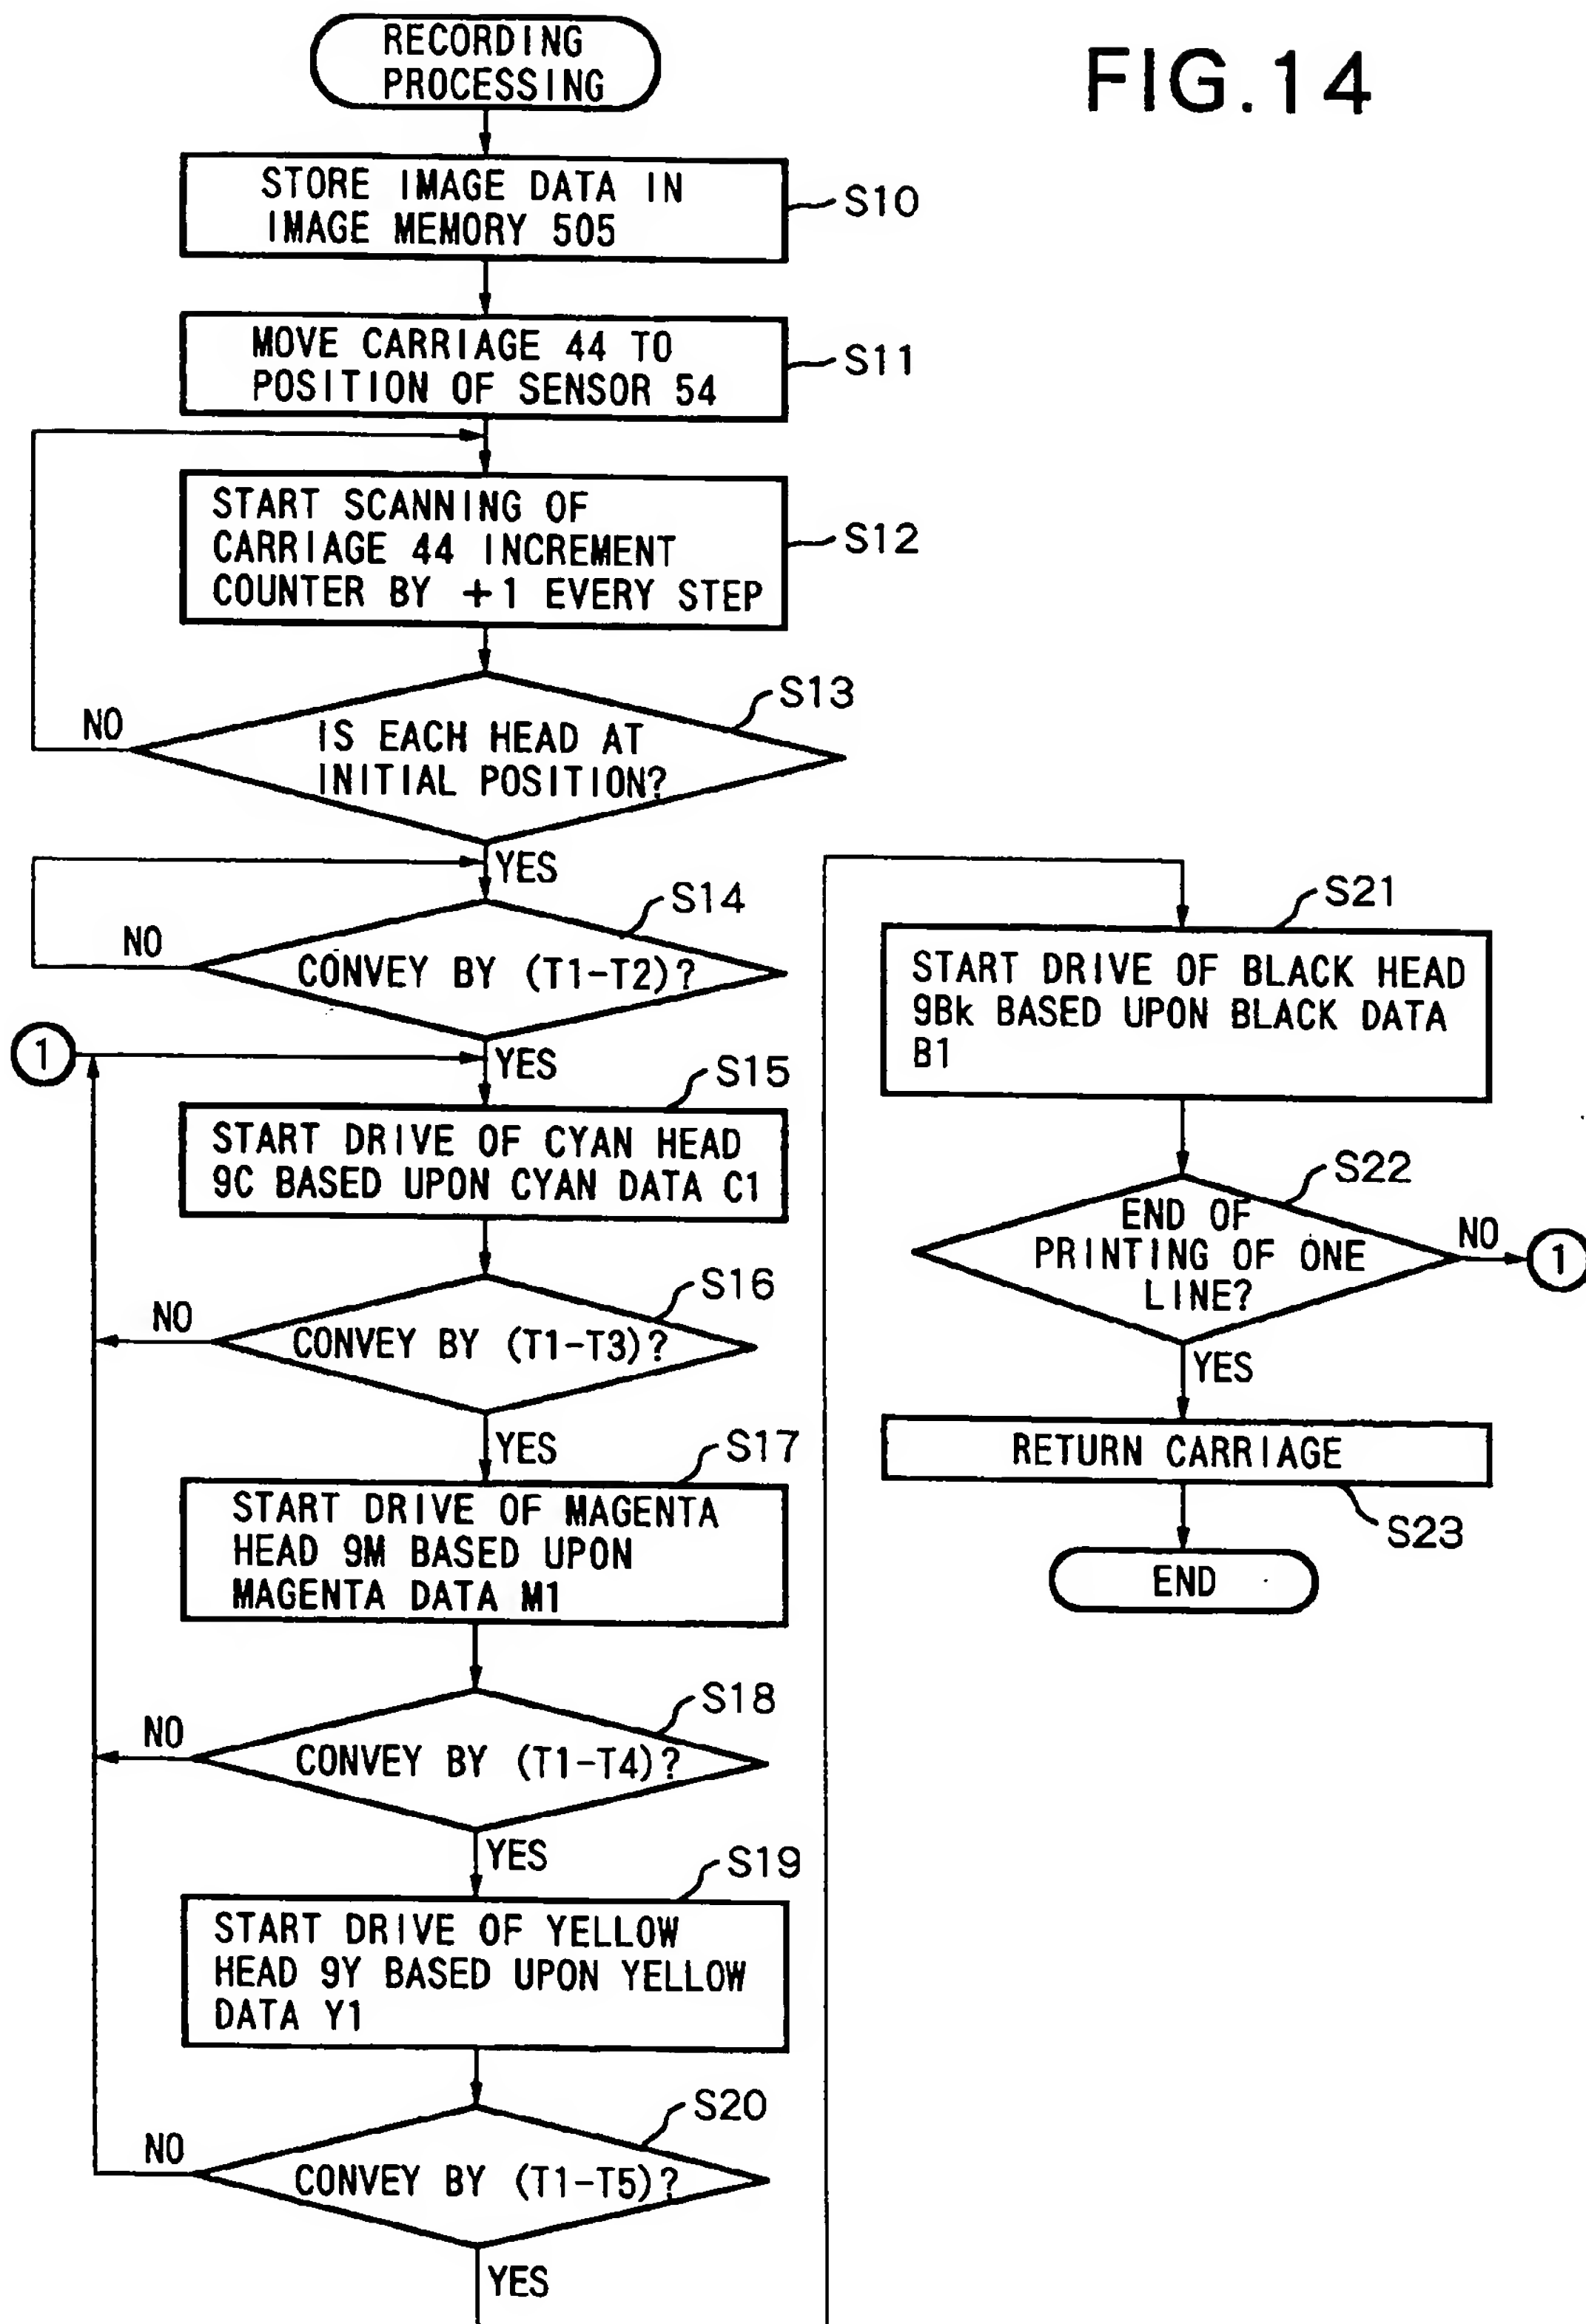 FIG.14
RECORDING
PROCESSING
STORE IMAGE DATA IN
IMAGE MEMORY 505
S10
MOVE CARRIAGE 44 TO
POSITION OF SENSOR 54
S11
START SCANNING OF
CARRIAGE 44 INCREMENT
COUNTER BY +1 EVERY STEP
S12
S13
NO
IS EACH HEAD AT
INITIAL POSITION?
YES
S14
NO
CONVEY BY (T1-T2)?
1
YES
S15
START DRIVE OF CYAN HEAD
9C BASED UPON CYAN DATA C1
S16
NO
CONVEY BY (T1-T3)?
YES
S17
START DRIVE OF MAGENTA
HEAD 9M BASED UPON
MAGENTA DATA M1
S18
NO
CONVEY BY (T1-T4)?
YES
S19
START DRIVE OF YELLOW
HEAD 9Y BASED UPON YELLOW
DATA Y1
S20
NO
CONVEY BY (T1-T5)?
YES
S21
START DRIVE OF BLACK HEAD
9Bk BASED UPON BLACK DATA
B1
S22
END OF
PRINTING OF ONE
LINE?
NO
1
YES
RETURN CARRIAGE
S23
END